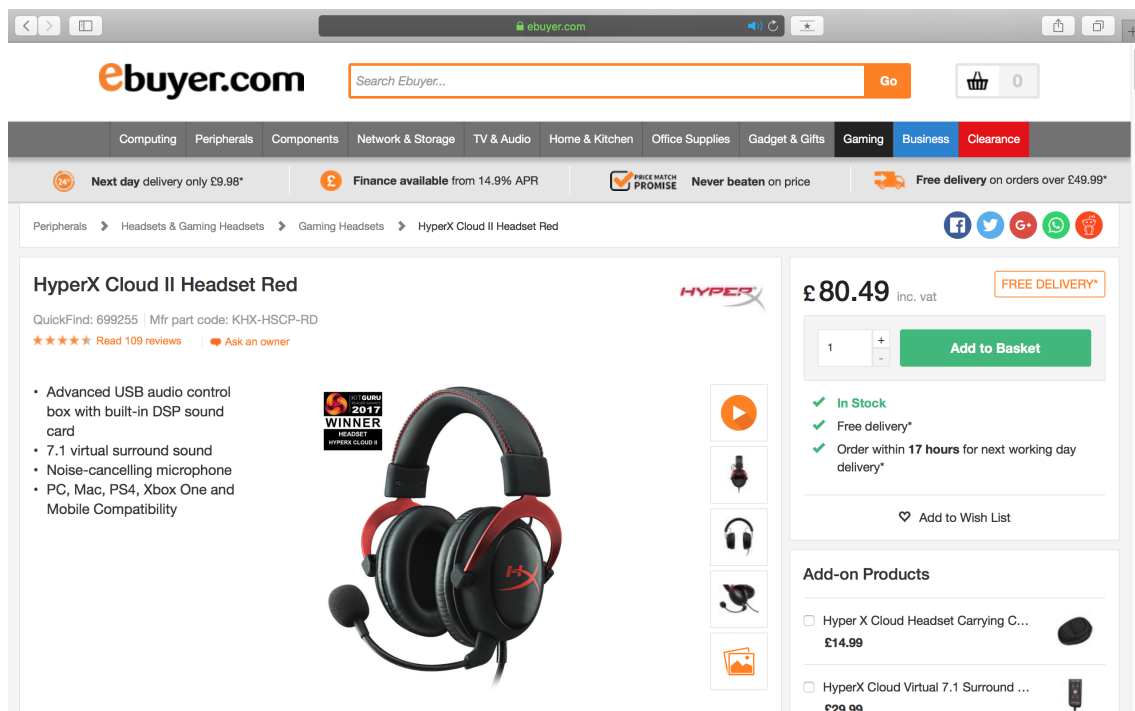 ebuyer.com
ebuyer.com
Search Ebuyer...
Go
0
Computing
Peripherals
Components
Network & Storage
TV & Audio
Home & Kitchen
Office Supplies
Gadget & Gifts
Gaming
Business
Clearance
24h
Next day delivery only £9.98*
£
Finance available from 14.9% APR
PRICE MATCH
PROMISE
Never beaten on price
Free delivery on orders over £49.99*
Peripherals
Headsets & Gaming Headsets
Gaming Headsets
HyperX Cloud II Headset Red
HyperX Cloud II Headset Red
HYPERX
QuickFind: 699255
Mfr part code: KHX-HSCP-RD
Read 109 reviews
Ask an owner
• Advanced USB audio control
box with built-in DSP sound
card
• 7.1 virtual surround sound
• Noise-cancelling microphone
• PC, Mac, PS4, Xbox One and
Mobile Compatibility
KITGURU
READER AWARDS
2017
WINNER
HEADSET
HYPERX CLOUD II
HX
£80.49 inc. vat
FREE DELIVERY*
1
+
-
Add to Basket
In Stock
Free delivery*
Order within 17 hours for next working day
delivery*
Add to Wish List
Add-on Products
Hyper X Cloud Headset Carrying C...
£14.99
HyperX Cloud Virtual 7.1 Surround ...
£29.99